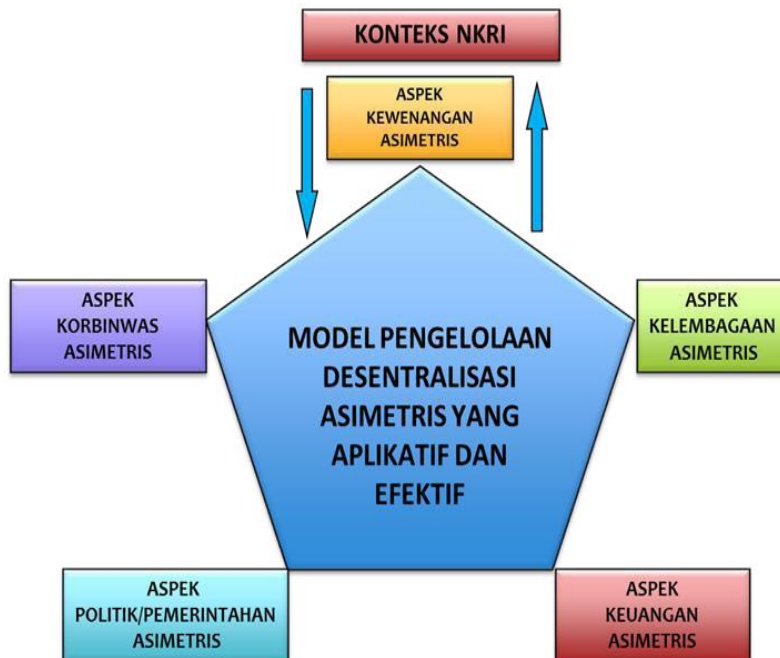 KONTEKS NKRI
ASPEK
KEWENANGAN
ASIMETRIS
ASPEK
KORBINWAS
ASIMETRIS
ASPEK
KELEMBAGAAN
ASIMETRIS
MODEL PENGELOLAAN
DESENTRALISASI
ASIMETRIS YANG
APLIKATIF DAN
EFEKTIF
ASPEK
POLITIK/PEMERINTAHAN
ASIMETRIS
ASPEK
KEUANGAN
ASIMETRIS